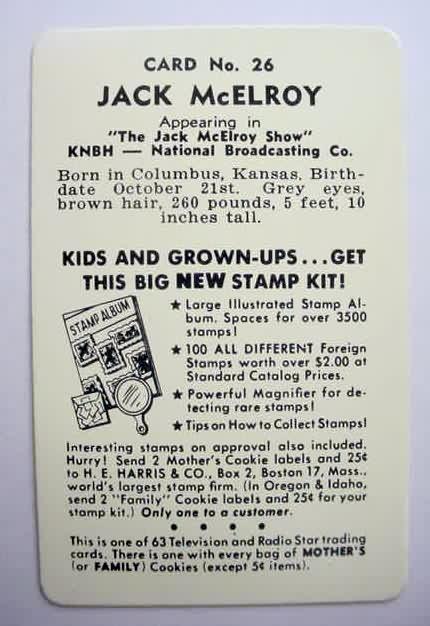 CARD No. 26
JACK McELROY
Appearing in
"The Jack McElroy Show"
KNBH — National Broadcasting Co.
Born in Columbus, Kansas. Birth-
date October 21st. Grey eyes,
brown hair, 260 pounds, 5 feet, 10
inches tall.
KIDS AND GROWN-UPS...GET
THIS BIG NEW STAMP KIT!
STAMP ALBUM
★ Large Illustrated Stamp Al-
bum. Spaces for over 3500
stamps!
★ 100 ALL DIFFERENT Foreign
Stamps worth over $2.00 at
Standard Catalog Prices.
★ Powerful Magnifier for de-
tecting rare stamps!
★ Tips on How to Collect Stamps!
Interesting stamps on approval also included.
Hurry! Send 2 Mother's Cookie labels and 25¢
to H. E. HARRIS & CO., Box 2, Boston 17, Mass.,
world's largest stamp firm. (In Oregon & Idaho,
send 2 "Family" Cookie labels and 25¢ for your
stamp kit.) Only one to a customer.
• • • •
This is one of 63 Television and Radio Star trading
cards. There is one with every bag of MOTHER'S
(or FAMILY) Cookies (except 5¢ items).